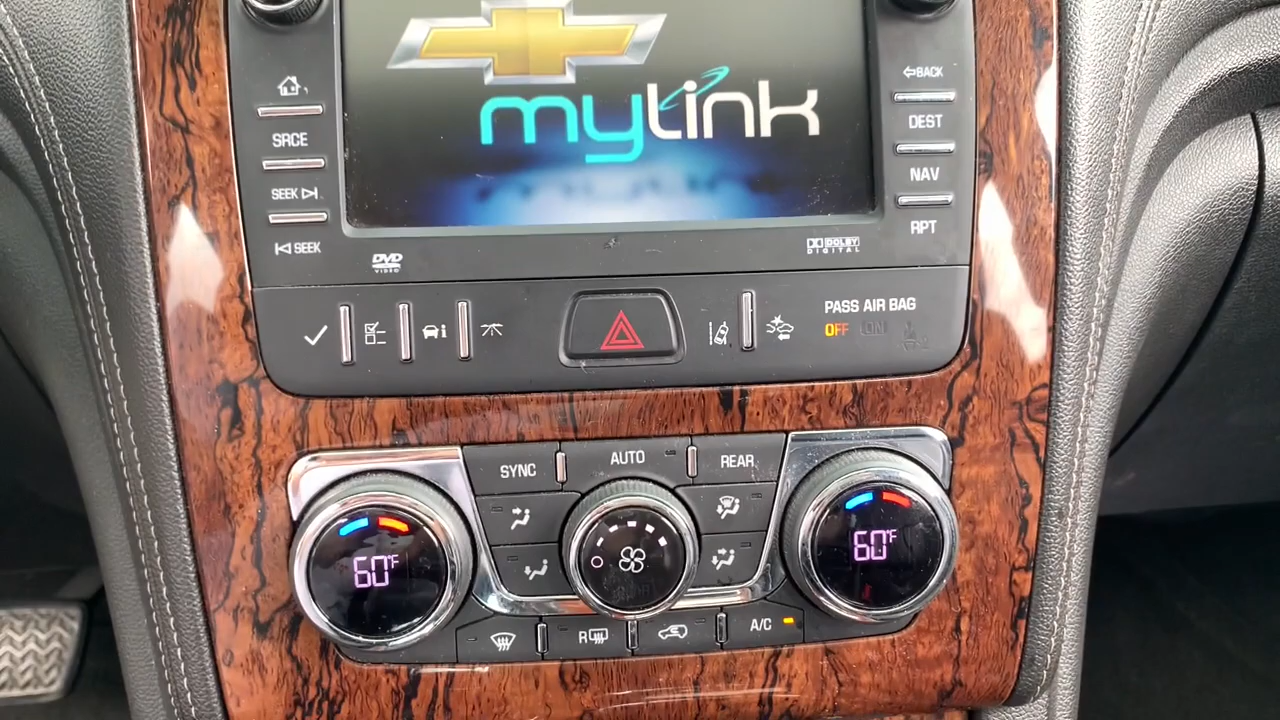 mylink
SRCE
SEEK
SEEK
BACK
DEST
NAV
RPT
DVD
VIDEO
DOLBY
DIGITAL
PASS AIR BAG
OFF ON
SYNC
AUTO
REAR
60°F
60°F
R
A/C